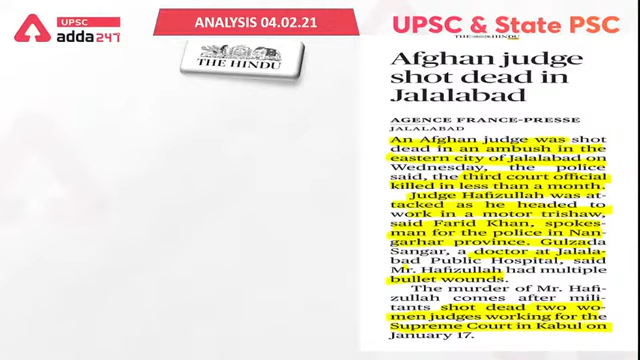 UPSC
adda247
ANALYSIS 04.02.21
UPSC & State PSC
THE HINDU
THE HINDU
Afghan judge
shot dead in
Jalalabad
AGENCE FRANCE-PRESSE
JALALABAD
An Afghan judge was shot
dead in an ambush in the
eastern city of Jalalabad on
Wednesday, the police
said, the third court official
killed in less than a month.
Judge Hafizullah was at-
tacked as he headed to
work in a motor trishaw,
said Farid Khan, spokes-
man for the police in Nan-
garhar province. Gulzada
Sangar, a doctor at Jalala-
bad Public Hospital, said
Mr. Hafizullah had multiple
bullet wounds.
The murder of Mr. Hafi-
zullah comes after mili-
tants shot dead two wo-
men judges working for the
Supreme Court in Kabul on
January 17.